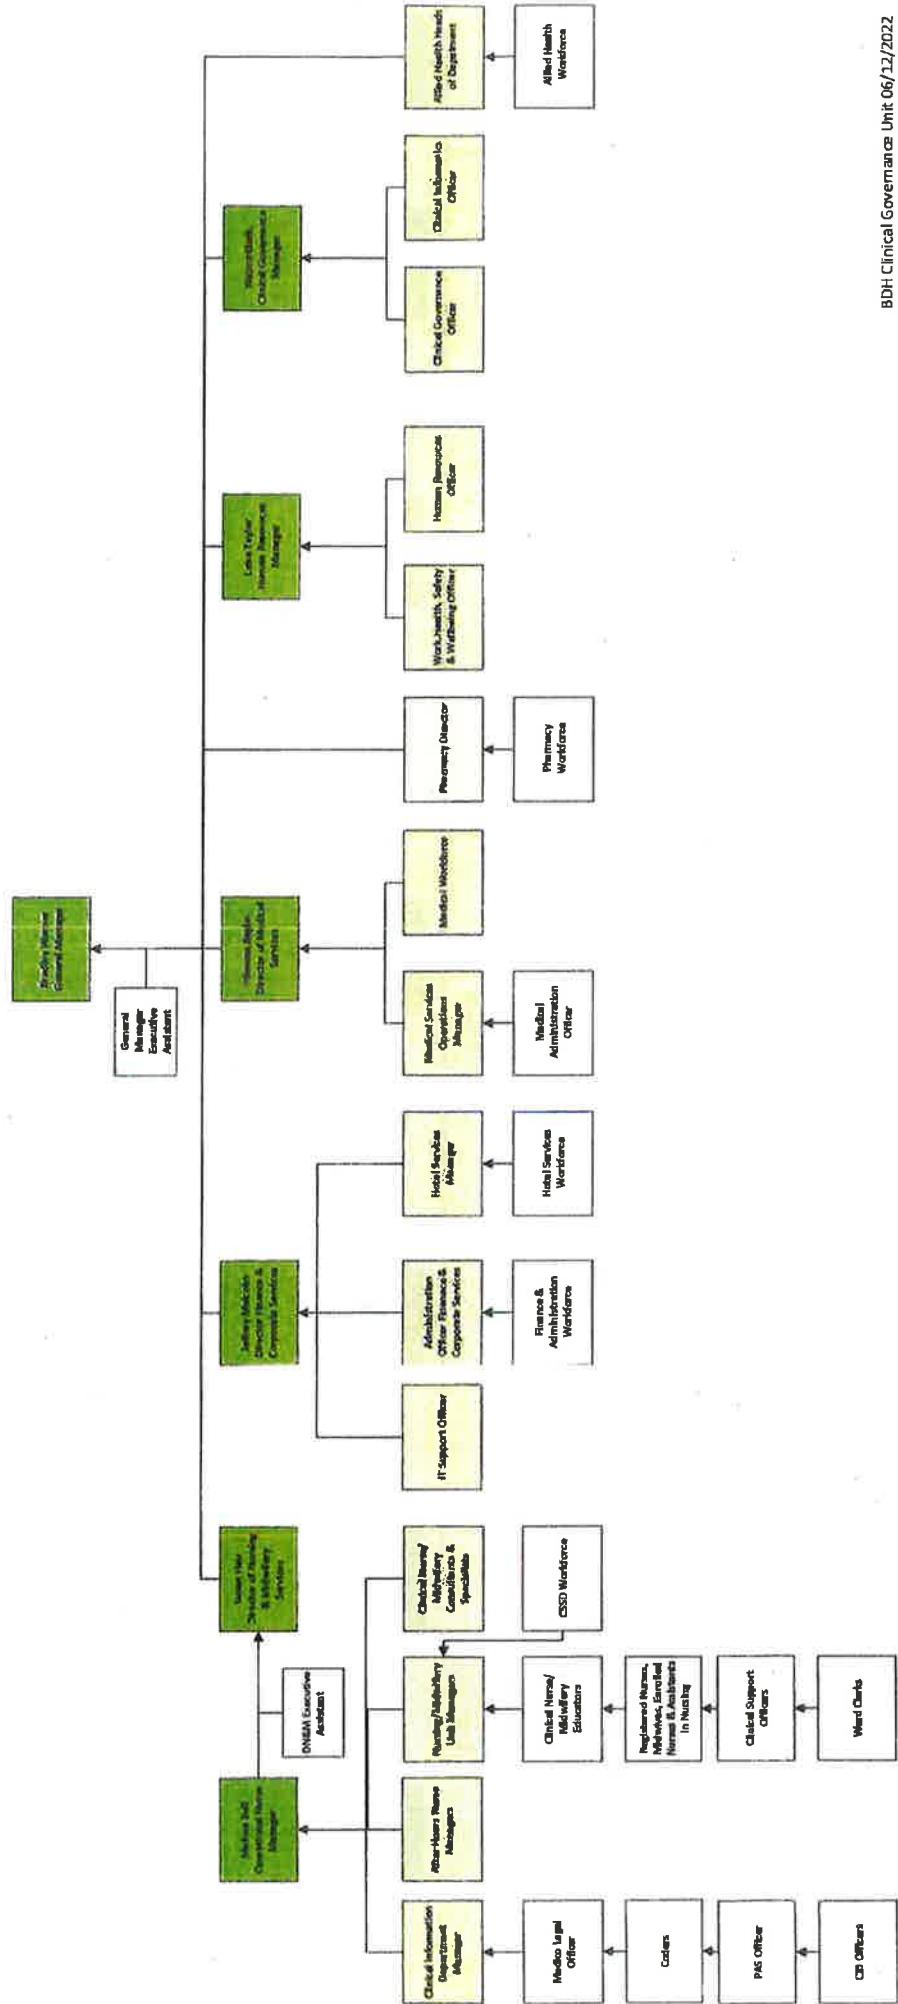 General Manager
General
Manager
Executive
Assistant
Operational Nurse
Manager
DN&M Executive
Assistant
Director of Nursing
& Midwifery
Services
Director Finance &
Corporate Services
Director of Medical
Services
Human Resources
Manager
Clinical Governance
Manager
Clinical Information
Department
Manager
After Hours Nurse
Managers
Nursing/Midwifery
Unit Managers
Clinical Nurse/
Midwifery
Consultants &
Specialists
IT Support Officer
Administration
Officer Finance &
Corporate Services
Hotel Services
Manager
Medical Services
Operations
Manager
Medical Workforce
Pharmacy Director
Work, Health, Safety
& Wellbeing Officer
Human Resources
Officer
Clinical Governance
Officer
Clinical Informatics
Officer
Allied Health Heads
of Department
Medico Legal
Officer
Clinical Nurse/
Midwifery
Educators
CSSD Workforce
Finance &
Administration
Workforce
Hotel Services
Workforce
Medical
Administration
Officer
Pharmacy
Workforce
Allied Health
Workforce
Coders
Registered Nurses,
Midwives, Enrolled
Nurses & Assistants
in Nursing
PAS Officer
Clinical Support
Officers
CID Officers
Ward Clerks
BDH Clinical Governance Unit 06/12/2022